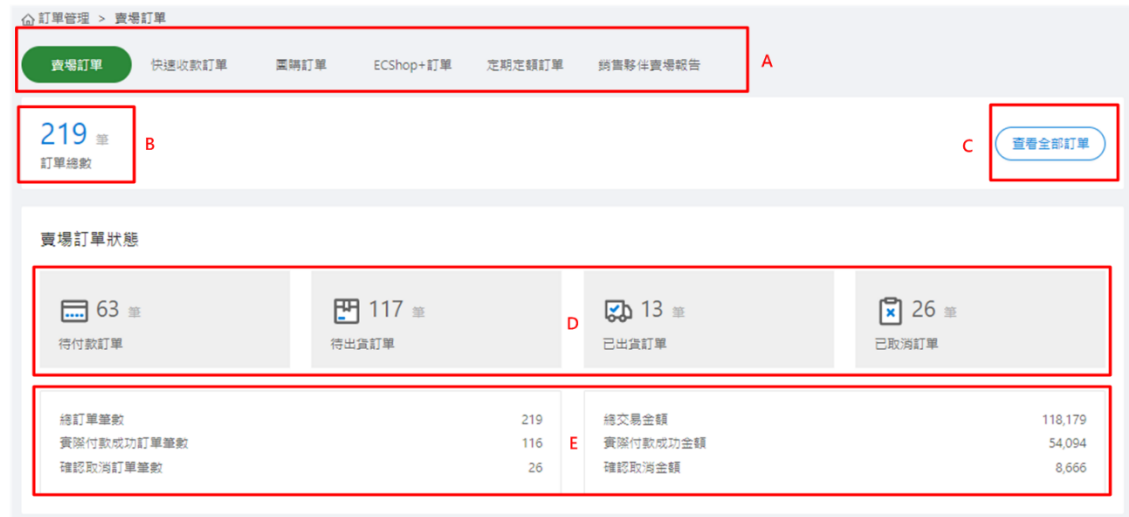 訂單管理 > 賣場訂單
賣場訂單 快速收款訂單 團購訂單 ECShop+訂單 定期定額訂單 銷售夥伴賣場報告 A
219 筆 B
訂單總數
C 查看全部訂單
賣場訂單狀態
63 筆 117 筆 13 筆 26 筆
待付款訂單 待出貨訂單 D 已出貨訂單 已取消訂單
總訂單筆數 219 總交易金額 118,179
實際付款成功訂單筆數 116 E 實際付款成功金額 54,094
確認取消訂單筆數 26 確認取消金額 8,666